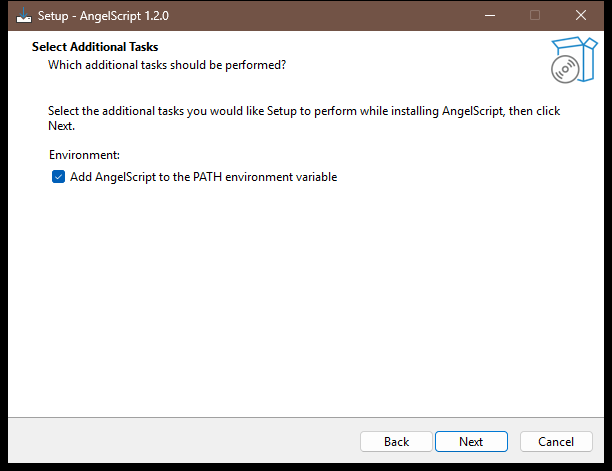 Setup - AngelScript 1.2.0
Select Additional Tasks
Which additional tasks should be performed?
Select the additional tasks you would like Setup to perform while installing AngelScript, then click
Next.
Environment:
Add AngelScript to the PATH environment variable
Back Next Cancel